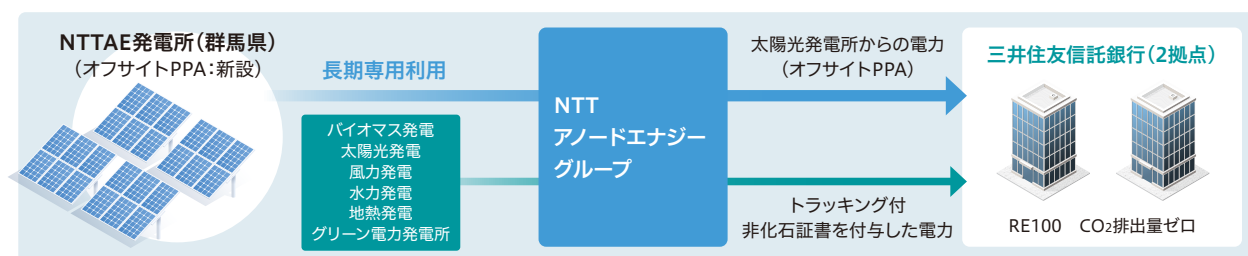 NTTAE発電所(群馬県)
(オフサイトPPA:新設)
長期専用利用
バイオマス発電
太陽光発電
風力発電
水力発電
地熱発電
グリーン電力発電所
NTT
アノードエナジー
グループ
太陽光発電所からの電力
(オフサイトPPA)
トラッキング付
非化石証書を付与した電力
三井住友信託銀行(2拠点)
RE100 CO2排出量ゼロ